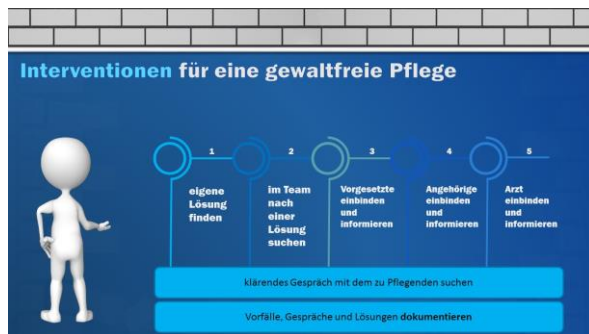 Interventionen für eine gewaltfreie Pflege
1
2
3
4
5
eigene
Lösung
finden
im Team
nach
einer
Lösung
suchen
Vorgesetzte
einbinden
und
informieren
Angehörige
einbinden
und
informieren
Arzt
einbinden
und
informieren
klärendes Gespräch mit dem zu Pflegenden suchen
Vorfälle, Gespräche und Lösungen dokumentieren